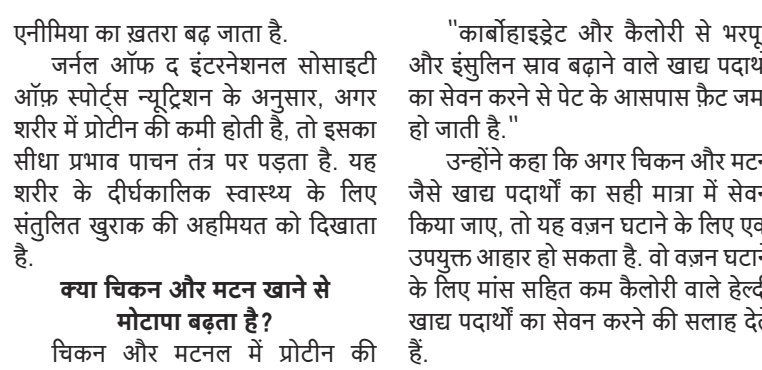 एनीमिया का ख़तरा बढ़ जाता है.
जर्नल ऑफ द इंटरनेशनल सोसाइटी
ऑफ़ स्पोर्ट्स न्यूट्रिशन के अनुसार, अगर
शरीर में प्रोटीन की कमी होती है, तो इसका
सीधा प्रभाव पाचन तंत्र पर पड़ता है. यह
शरीर के दीर्घकालिक स्वास्थ्य के लिए
संतुलित खुराक की अहमियत को दिखाता
है.
क्या चिकन और मटन खाने से
मोटापा बढ़ता है?
चिकन और मटनल में प्रोटीन की
"कार्बोहाइड्रेट और कैलोरी से
और इंसुलिन स्राव बढ़ाने वाले खाद्य
का सेवन करने से पेट के आसपास फ़ैट
हो जाती है."
उन्होंने कहा कि अगर चिकन और
जैसे खाद्य पदार्थों का सही मात्रा में
किया जाए, तो यह वज़न घटाने के लिए
उपयुक्त आहार हो सकता है. वो वज़न
के लिए मांस सहित कम कैलोरी वाले
खाद्य पदार्थों का सेवन करने की सलाह
हैं.